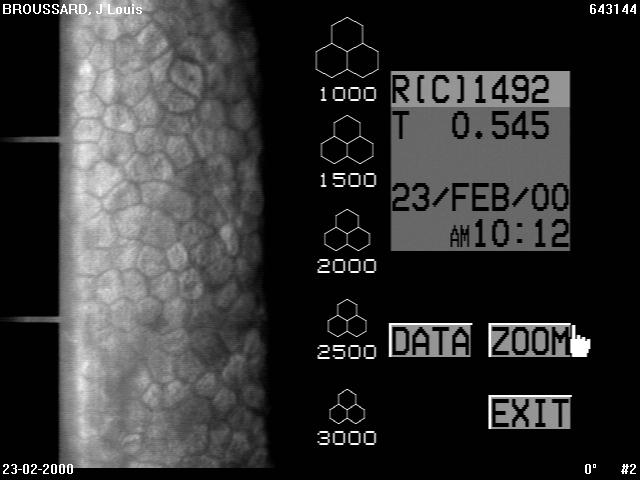 BROUSSARD, J Louis
643144
1000
1500
2000
2500
3000
R[C]1492
T 0.545
23/FEB/00
AM10:12
DATA ZOOM
EXIT
23-02-2000
0° #2